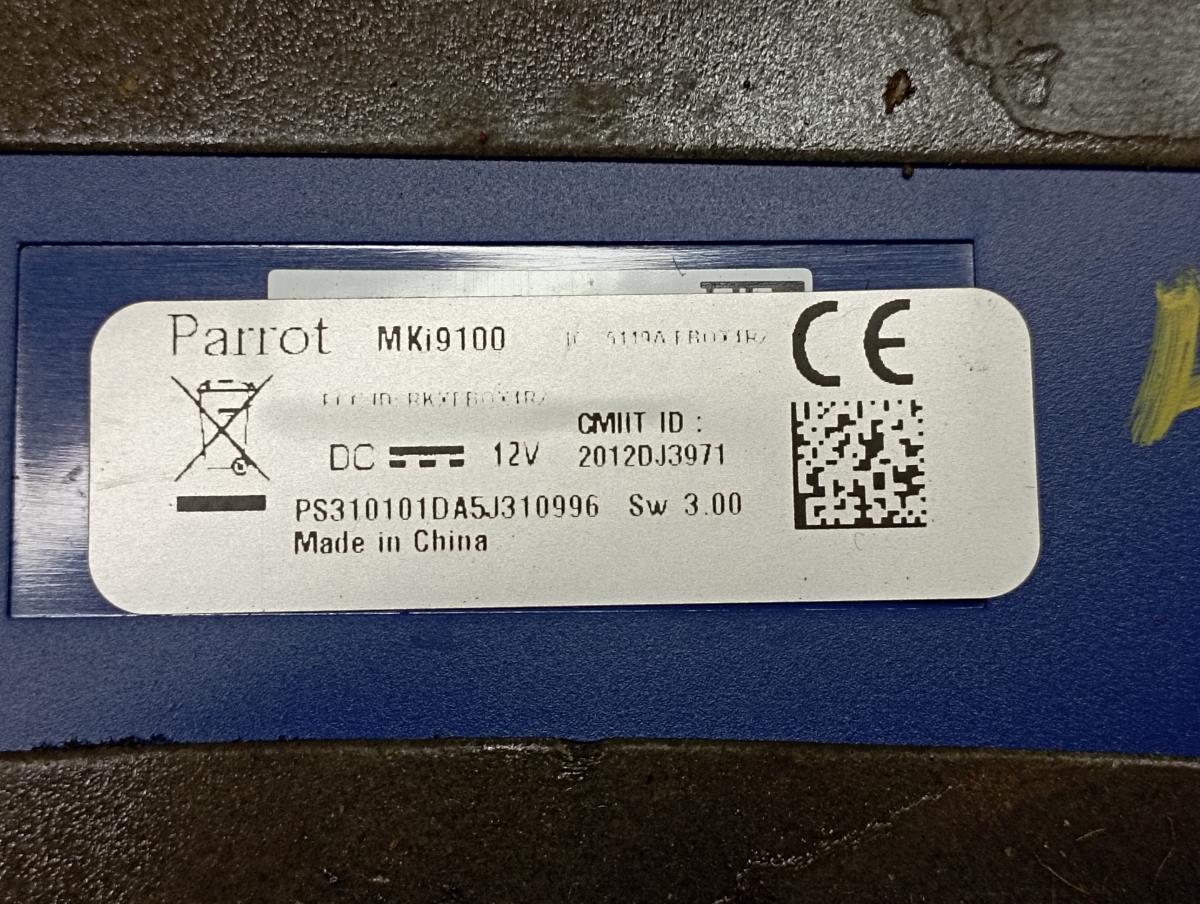 Parrot MKi9100
CE
CMIIT ID :
DC 12V 2012DJ3971
PS310101DA5J310996 Sw 3.00
Made in China